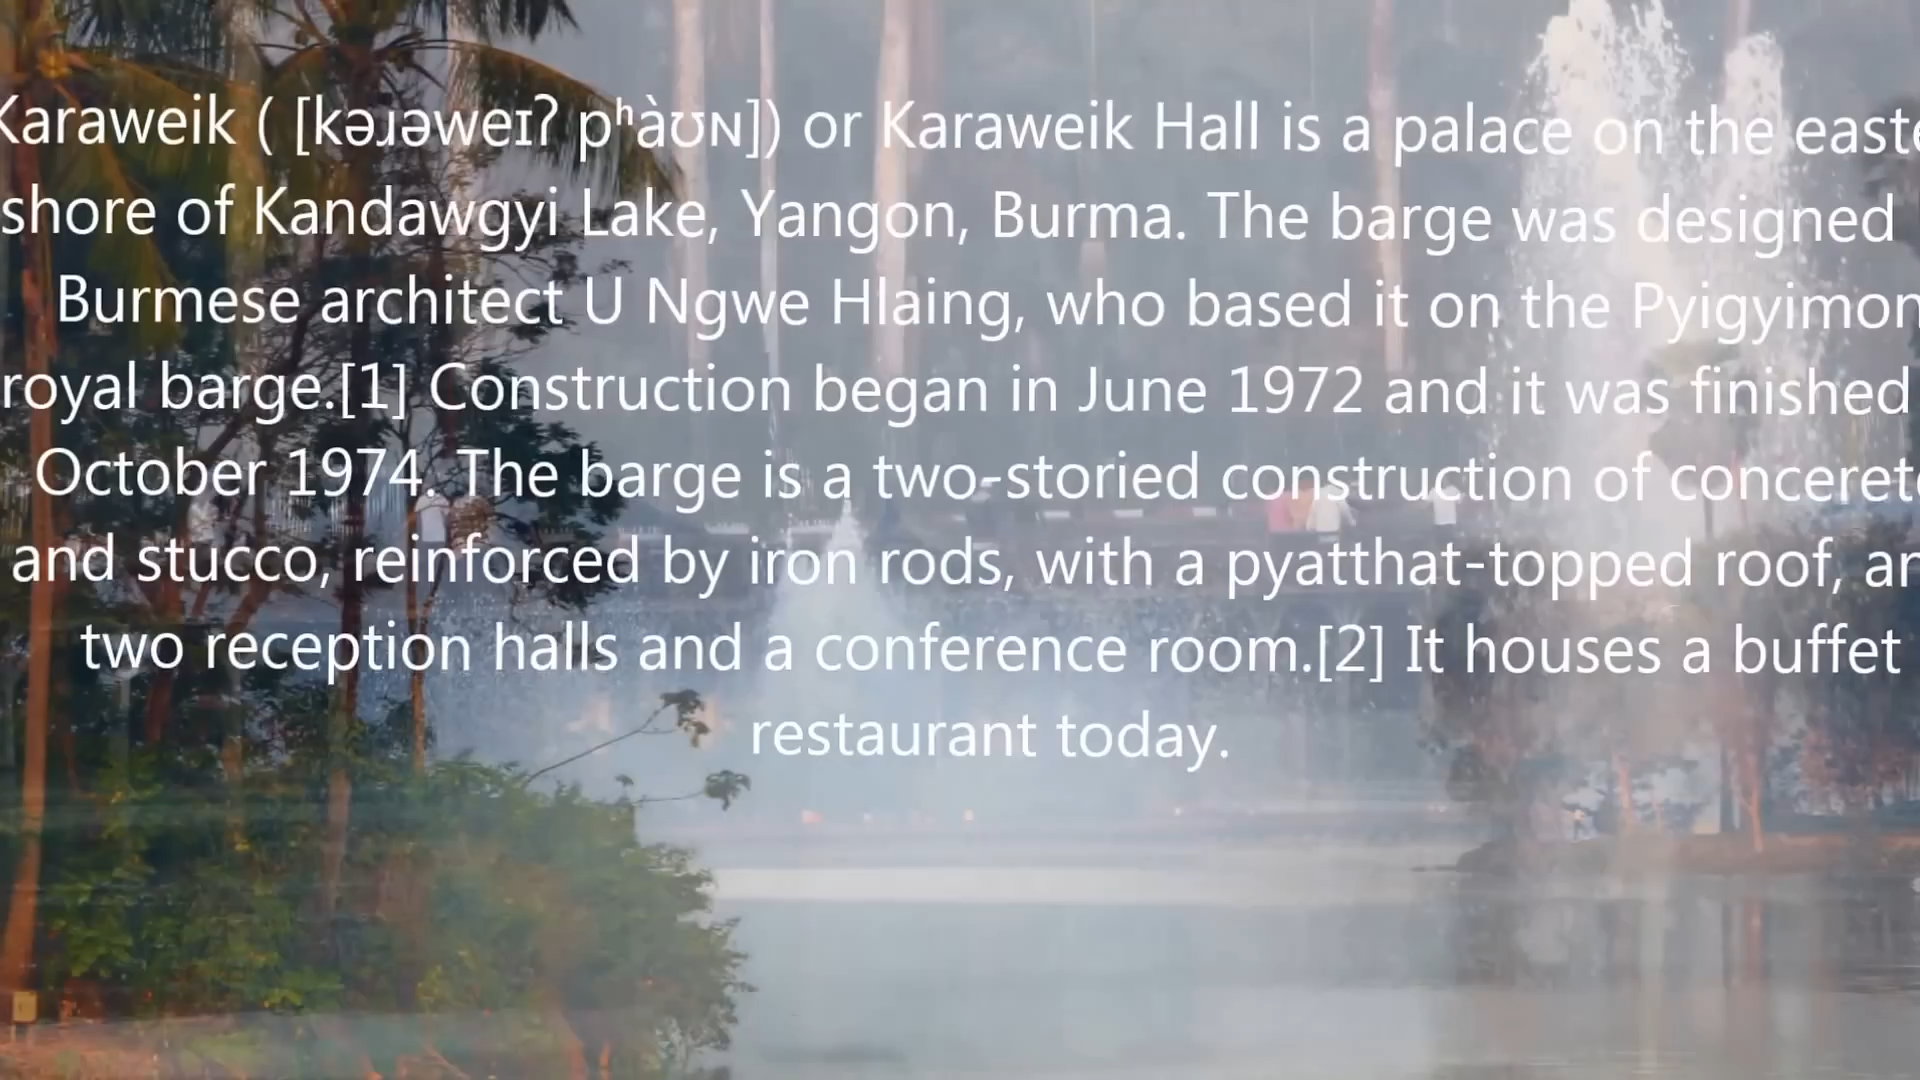 Karaweik ( [kəɹəweɪʔ pʰàʊɴ]) or Karaweik Hall is a palace on the easte
shore of Kandawgyi Lake, Yangon, Burma. The barge was designed
Burmese architect U Ngwe Hlaing, who based it on the Pyigyimon
royal barge.[1] Construction began in June 1972 and it was finished
October 1974. The barge is a two-storied construction of concerete
and stucco, reinforced by iron rods, with a pyatthat-topped roof, an
two reception halls and a conference room.[2] It houses a buffet
restaurant today.